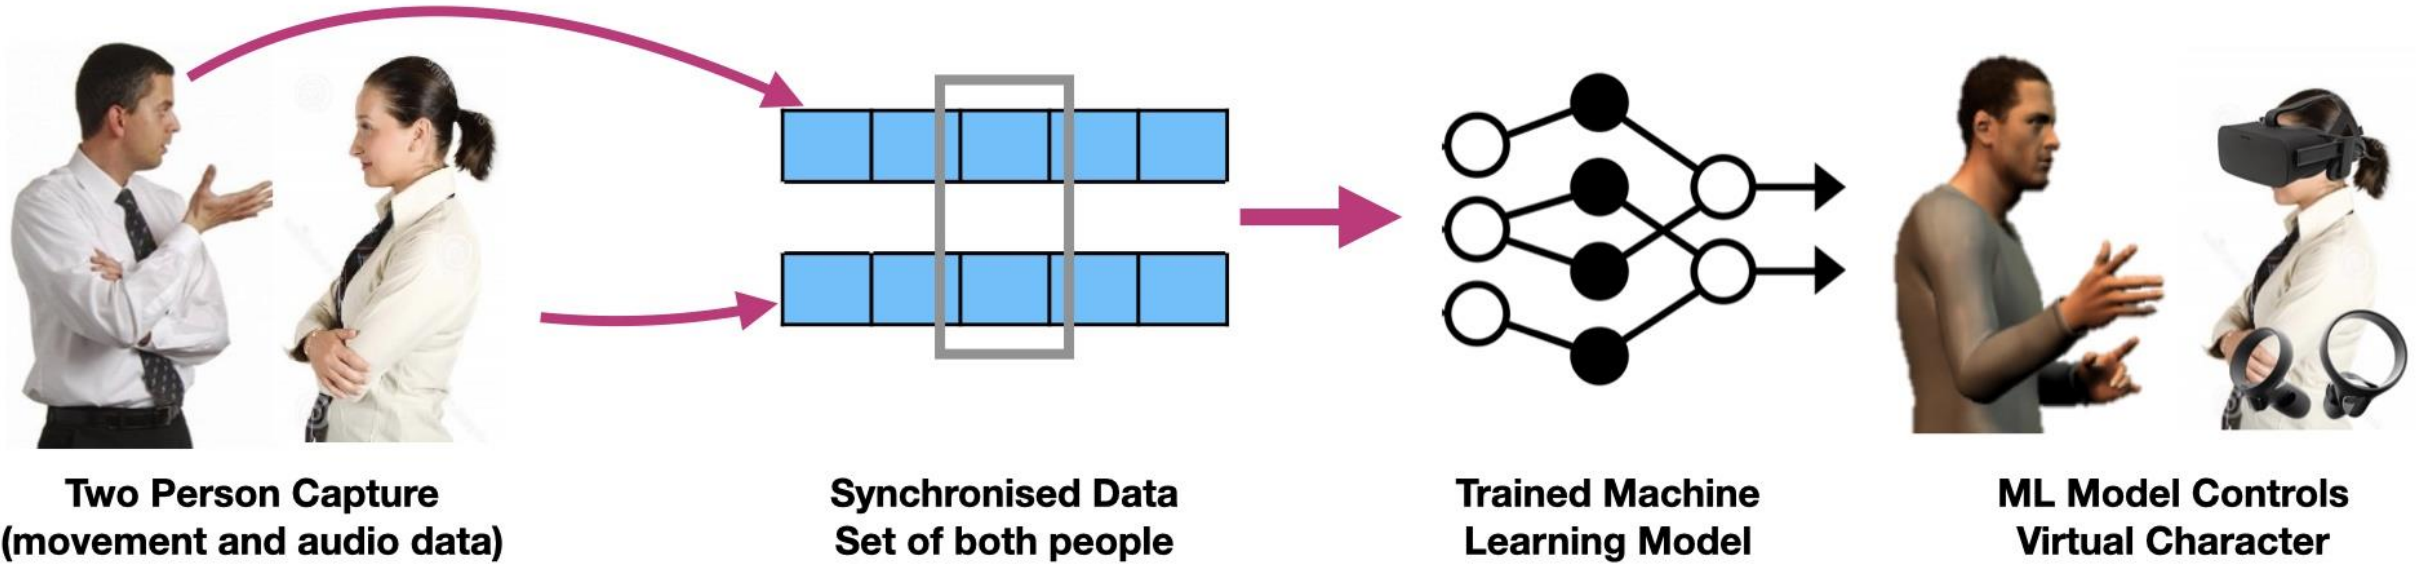 Two Person Capture
(movement and audio data)
Synchronised Data
Set of both people
Trained Machine
Learning Model
ML Model Controls
Virtual Character